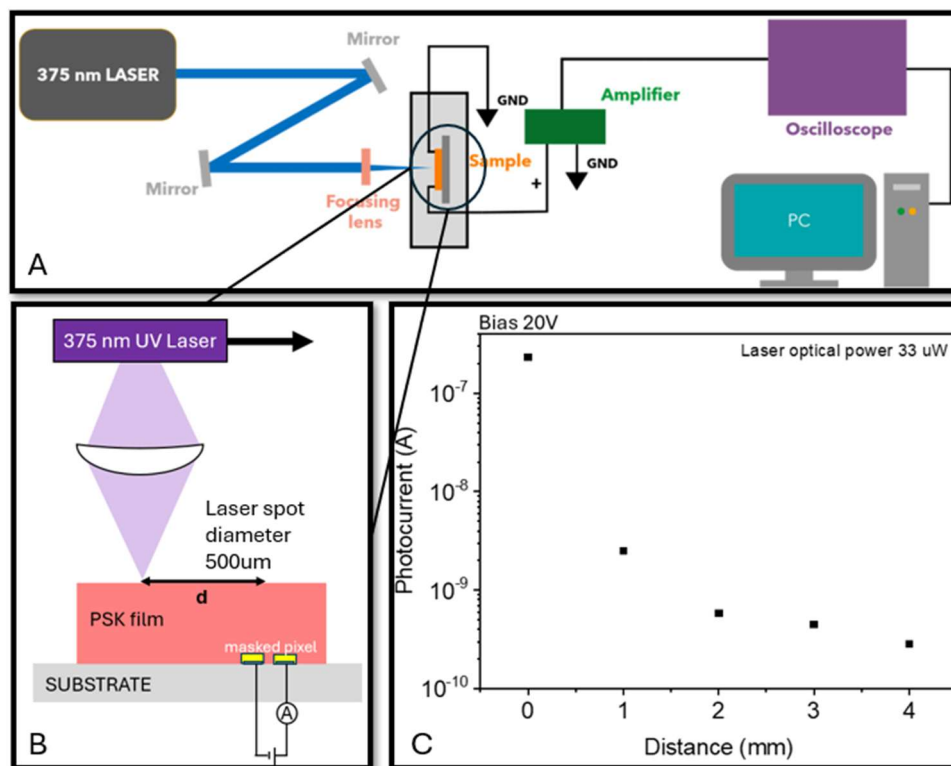 375 nm LASER
Mirror
Mirror
Focusing
lens
Sample
GND
+
Amplifier
GND
Oscilloscope
PC
A
375 nm UV Laser
Laser spot
diameter
500um
d
PSK film
masked pixel
SUBSTRATE
A
B
Bias 20V
Laser optical power 33 uW
Photocurrent (A)
10⁻⁷
10⁻⁸
10⁻⁹
10⁻¹⁰
0 1 2 3 4
Distance (mm)
C